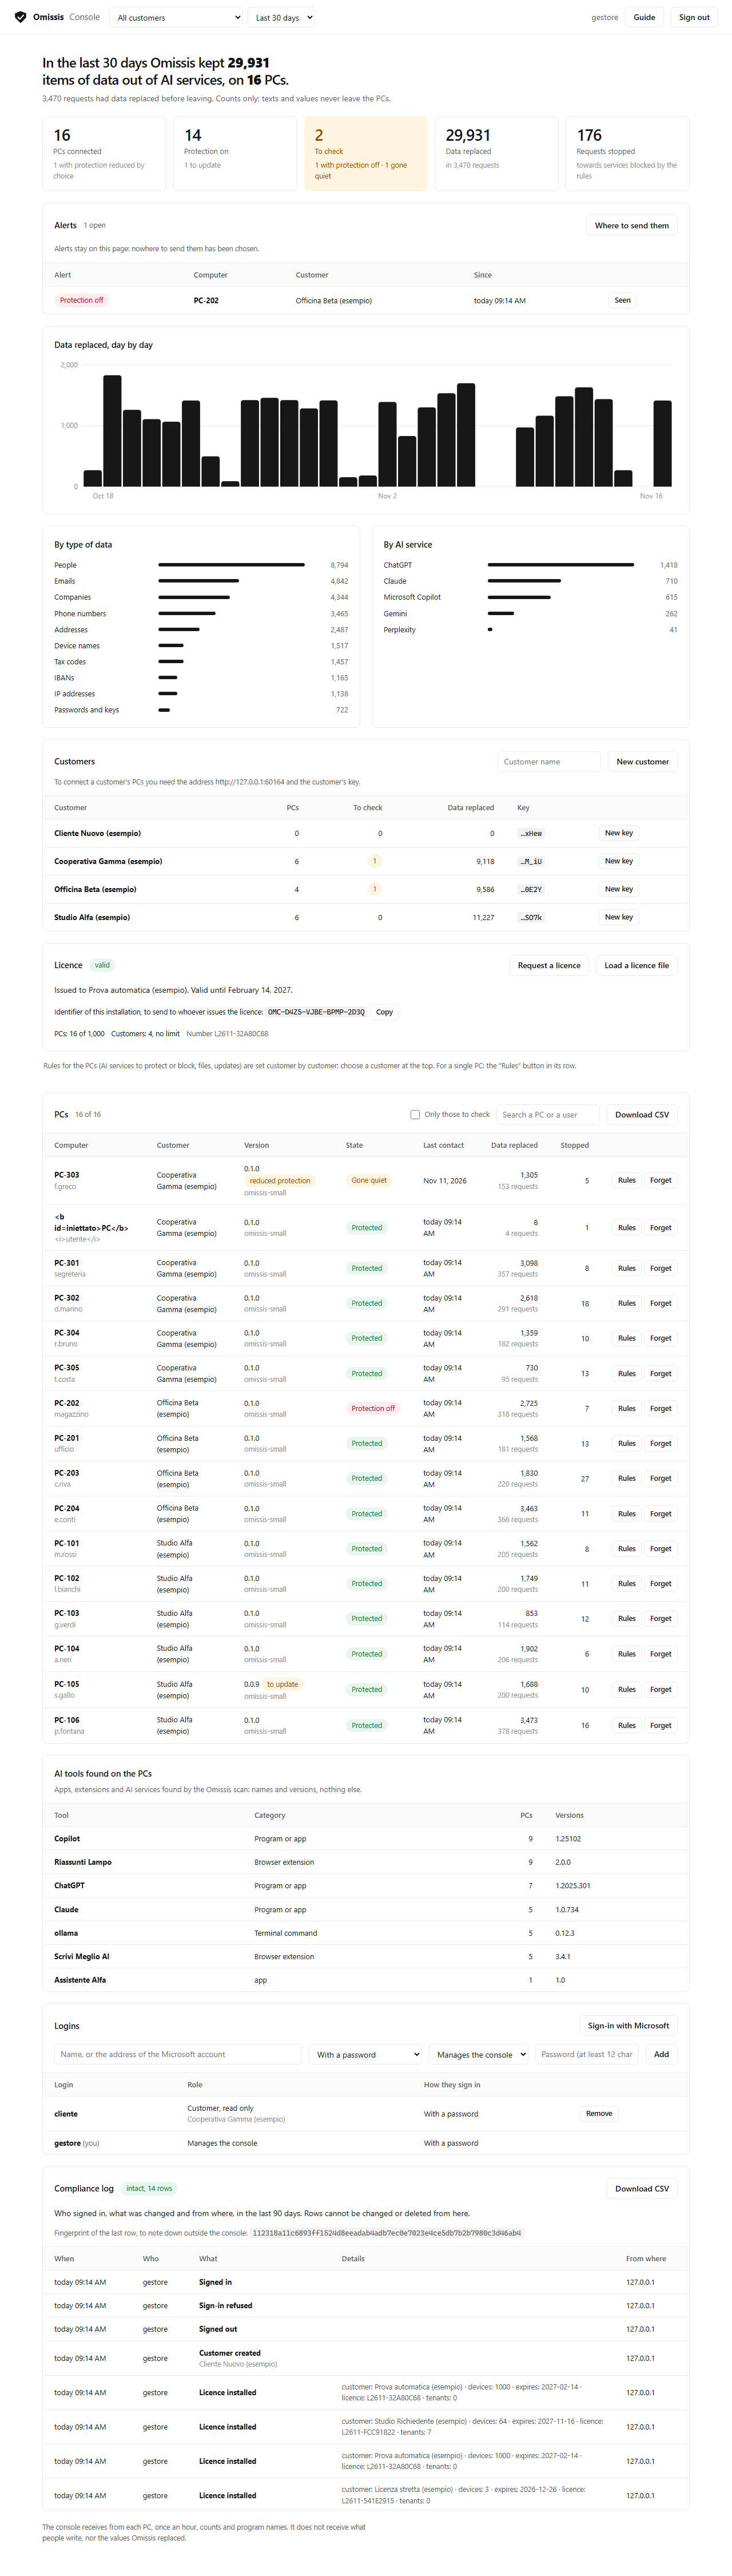 Omissis Console All customers Last 30 days gestore Guide Sign out
In the last 30 days Omissis kept 29,931
items of data out of AI services, on 16 PCs.
3,470 requests had data replaced before leaving. Counts only: texts and values never leave the PCs.
16
PCs connected
1 with protection reduced by
choice
14
Protection on
1 to update
2
To check
1 with protection off · 1 gone
quiet
29,931
Data replaced
in 3,470 requests
176
Requests stopped
towards services blocked by the
rules
Alerts 1 open Where to send them
Alerts stay on this page: nowhere to send them has been chosen.
Alert Computer Customer Since
Protection off PC-202 Officina Beta (esempio) today 09:14 AM Seen
Data replaced, day by day
2,000
1,000
0
Oct 18 Nov 2 Nov 16
By type of data
People 8,794
Emails 4,842
Companies 4,344
Phone numbers 3,465
Addresses 2,487
Device names 1,517
Tax codes 1,457
IBANs 1,165
IP addresses 1,138
Passwords and keys 722
By AI service
ChatGPT 1,418
Claude 710
Microsoft Copilot 615
Gemini 262
Perplexity 41
Customers Customer name New customer
To connect a customer's PCs you need the address http://127.0.0.1:60164 and the customer's key.
Customer PCs To check Data replaced Key
Cliente Nuovo (esempio) 0 0 0 …xHew New key
Cooperativa Gamma (esempio) 6 1 9,118 …M_iU New key
Officina Beta (esempio) 4 1 9,586 …0E2Y New key
Studio Alfa (esempio) 6 0 11,227 …SO7k New key
Licence valid Request a licence Load a licence file
Issued to Prova automatica (esempio). Valid until February 14, 2027.
Identifier of this installation, to send to whoever issues the licence: OMC-D4Z5-VJBE-BPMP-2D3Q Copy
PCs: 16 of 1,000 Customers: 4, no limit Number L2611-32A80C68
Rules for the PCs (AI services to protect or block, files, updates) are set customer by customer: choose a customer at the top. For a single PC: the "Rules" button in its row.
PCs 16 of 16 Only those to check Search a PC or a user Download CSV
Computer Customer Version State Last contact Data replaced Stopped
PC-303 f.greco Cooperativa Gamma (esempio) 0.1.0 reduced protection omissis-small Gone quiet Nov 11, 2026 1,305 153 requests 5 Rules Forget
<b id=iniettato>PC</b> <i>utente</i> Cooperativa Gamma (esempio) 0.1.0 omissis-small Protected today 09:14 AM 8 4 requests 1 Rules Forget
PC-301 segreteria Cooperativa Gamma (esempio) 0.1.0 omissis-small Protected today 09:14 AM 3,098 357 requests 8 Rules Forget
PC-302 d.marino Cooperativa Gamma (esempio) 0.1.0 omissis-small Protected today 09:14 AM 2,618 291 requests 18 Rules Forget
PC-304 r.bruno Cooperativa Gamma (esempio) 0.1.0 omissis-small Protected today 09:14 AM 1,359 182 requests 10 Rules Forget
PC-305 t.costa Cooperativa Gamma (esempio) 0.1.0 omissis-small Protected today 09:14 AM 730 95 requests 13 Rules Forget
PC-202 magazzino Officina Beta (esempio) 0.1.0 omissis-small Protection off today 09:14 AM 2,725 318 requests 7 Rules Forget
PC-201 ufficio Officina Beta (esempio) 0.1.0 omissis-small Protected today 09:14 AM 1,568 181 requests 13 Rules Forget
PC-203 c.riva Officina Beta (esempio) 0.1.0 omissis-small Protected today 09:14 AM 1,830 220 requests 27 Rules Forget
PC-204 e.conti Officina Beta (esempio) 0.1.0 omissis-small Protected today 09:14 AM 3,463 366 requests 11 Rules Forget
PC-101 m.rossi Studio Alfa (esempio) 0.1.0 omissis-small Protected today 09:14 AM 1,562 205 requests 8 Rules Forget
PC-102 l.bianchi Studio Alfa (esempio) 0.1.0 omissis-small Protected today 09:14 AM 1,749 200 requests 11 Rules Forget
PC-103 g.verdi Studio Alfa (esempio) 0.1.0 omissis-small Protected today 09:14 AM 853 114 requests 12 Rules Forget
PC-104 a.neri Studio Alfa (esempio) 0.1.0 omissis-small Protected today 09:14 AM 1,902 206 requests 6 Rules Forget
PC-105 s.gallo Studio Alfa (esempio) 0.0.9 to update omissis-small Protected today 09:14 AM 1,688 200 requests 10 Rules Forget
PC-106 p.fontana Studio Alfa (esempio) 0.1.0 omissis-small Protected today 09:14 AM 3,473 378 requests 16 Rules Forget
AI tools found on the PCs
Apps, extensions and AI services found by the Omissis scan: names and versions, nothing else.
Tool Category PCs Versions
Copilot Program or app 9 1.25102
Riassunti Lampo Browser extension 9 2.0.0
ChatGPT Program or app 7 1.2025.301
Claude Program or app 5 1.0.734
ollama Terminal command 5 0.12.3
Scrivi Meglio AI Browser extension 5 3.4.1
Assistente Alfa app 1 1.0
Logins Sign-in with Microsoft
Name, or the address of the Microsoft account With a password Manages the console Password (at least 12 char Add
Login Role How they sign in
cliente Customer, read only With a password Remove
Cooperativa Gamma (esempio)
gestore (you) Manages the console With a password
Compliance log intact, 14 rows Download CSV
Who signed in, what was changed and from where, in the last 90 days. Rows cannot be changed or deleted from here.
Fingerprint of the last row, to note down outside the console: 112318a11c6893ff1524d8eeadab4adb7ec0e7023e4ce5db7b2b7980c3d46ab4
When Who What Details From where
today 09:14 AM gestore Signed in 127.0.0.1
today 09:14 AM gestore Sign-in refused 127.0.0.1
today 09:14 AM gestore Signed out 127.0.0.1
today 09:14 AM gestore Customer created 127.0.0.1
Cliente Nuovo (esempio)
today 09:14 AM gestore Licence installed customer: Prova automatica (esempio) · devices: 1000 · expires: 2027-02-14 · licence: L2611-32A80C68 · tenants: 0 127.0.0.1
today 09:14 AM gestore Licence installed customer: Studio Richiedente (esempio) · devices: 64 · expires: 2027-11-16 · licence: L2611-FCC91B22 · tenants: 7 127.0.0.1
today 09:14 AM gestore Licence installed customer: Prova automatica (esempio) · devices: 1000 · expires: 2027-02-14 · licence: L2611-32A80C68 · tenants: 0 127.0.0.1
today 09:14 AM gestore Licence installed customer: Licenza stretta (esempio) · devices: 3 · expires: 2026-12-26 · licence: L2611-541E2915 · tenants: 0 127.0.0.1
The console receives from each PC, once an hour, counts and program names. It does not receive what
people write, nor the values Omissis replaced.